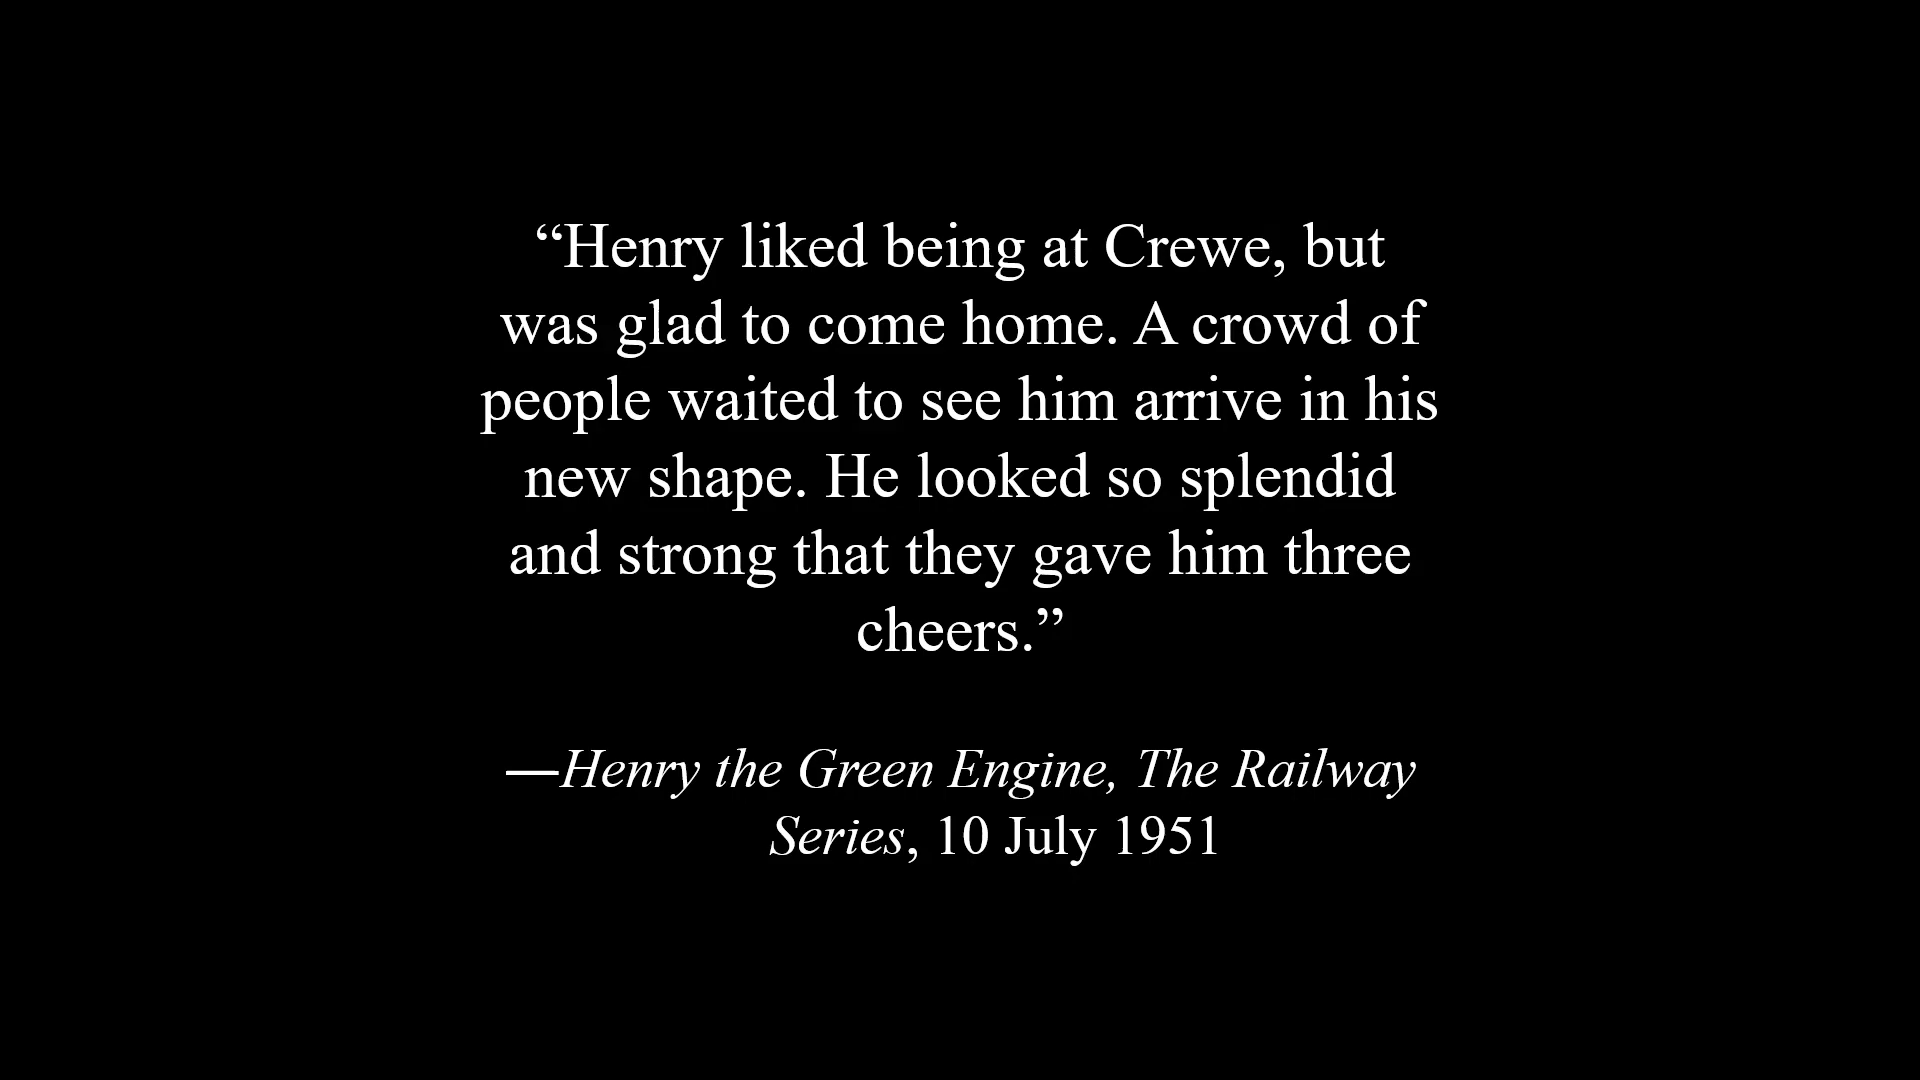 “Henry liked being at Crewe, but
was glad to come home. A crowd of
people waited to see him arrive in his
new shape. He looked so splendid
and strong that they gave him three
cheers.”
—Henry the Green Engine, The Railway
Series, 10 July 1951